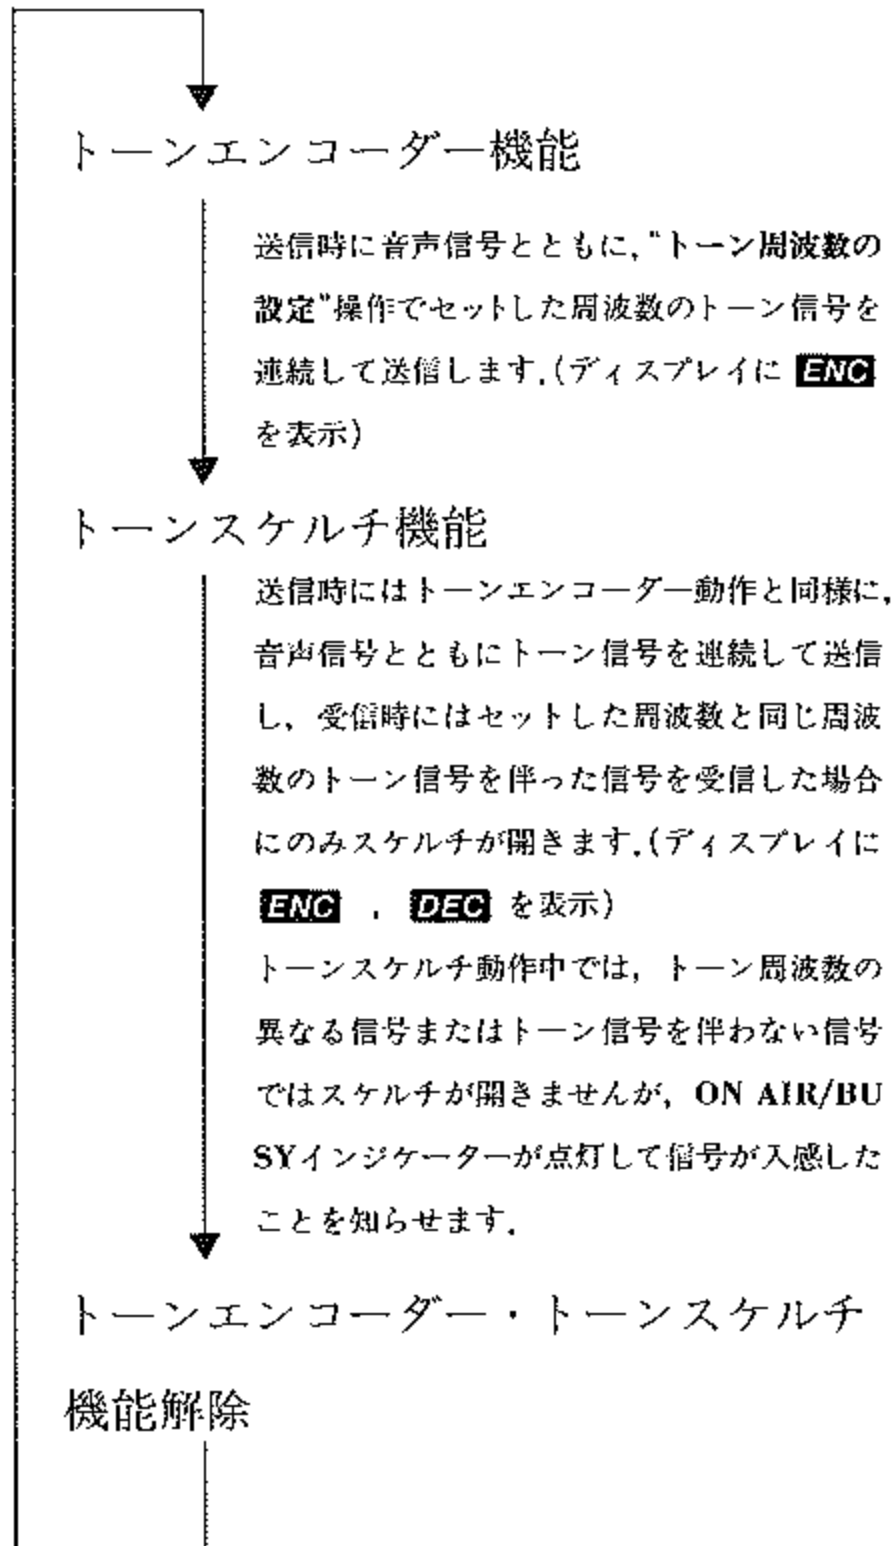 トーンエンコーダー機能
送信時に音声信号とともに,“トーン周波数の
設定”操作でセットした周波数のトーン信号を
連続して送信します.(ディスプレイに ENC
を表示)
トーンスケルチ機能
送信時にはトーンエンコーダー動作と同様に,
音声信号とともにトーン信号を連続して送信
し, 受信時にはセットした周波数と同じ周波
数のトーン信号を伴った信号を受信した場合
にのみスケルチが開きます.(ディスプレイに
ENC , DEC を表示)
トーンスケルチ動作中では, トーン周波数の
異なる信号またはトーン信号を伴わない信号
ではスケルチが開きませんが, ON AIR/BU
SYインジケーターが点灯して信号が入感した
ことを知らせます.
トーンエンコーダー・トーンスケルチ
機能解除